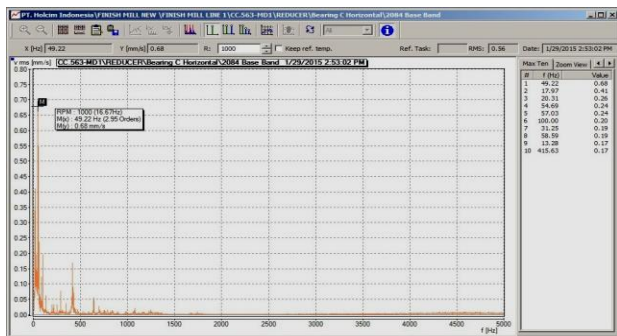 PT. Holcim Indonesia\FINISH MILL NEW \FINISH MILL LINE 1\CC.563-MD1\REDUCER\Bearing C Horizontal\2084 Base Band
All
X [Hz] 49.22 Y [mm/s] 0.68 R: 1000 Keep ref. temp. Ref. Task: RMS: 0.56 Date: 1/29/2015 2:53:02 PM
v rms [mm/s] CC.563-MD1\REDUCER\Bearing C Horizontal\2084 Base Band 1/29/2015 2:53:02 PM
Max Ten Zoom View
# f (Hz) Value
1 49.22 0.68
2 17.97 0.41
3 20.31 0.26
4 54.69 0.24
5 57.03 0.24
6 100.00 0.20
7 31.25 0.19
8 58.59 0.19
9 13.28 0.17
10 415.63 0.17
0.80
0.75
0.70
0.65
0.60
0.55
0.50
0.45
0.40
0.35
0.30
0.25
0.20
0.15
0.10
0.05
0.00
M
RPM : 1000 (16.67Hz)
M(x) : 49.22 Hz (2.95 Orders)
M(y) : 0.68 mm/s
0 500 1000 1500 2000 2500 3000 3500 4000 4500 5000
f [Hz]